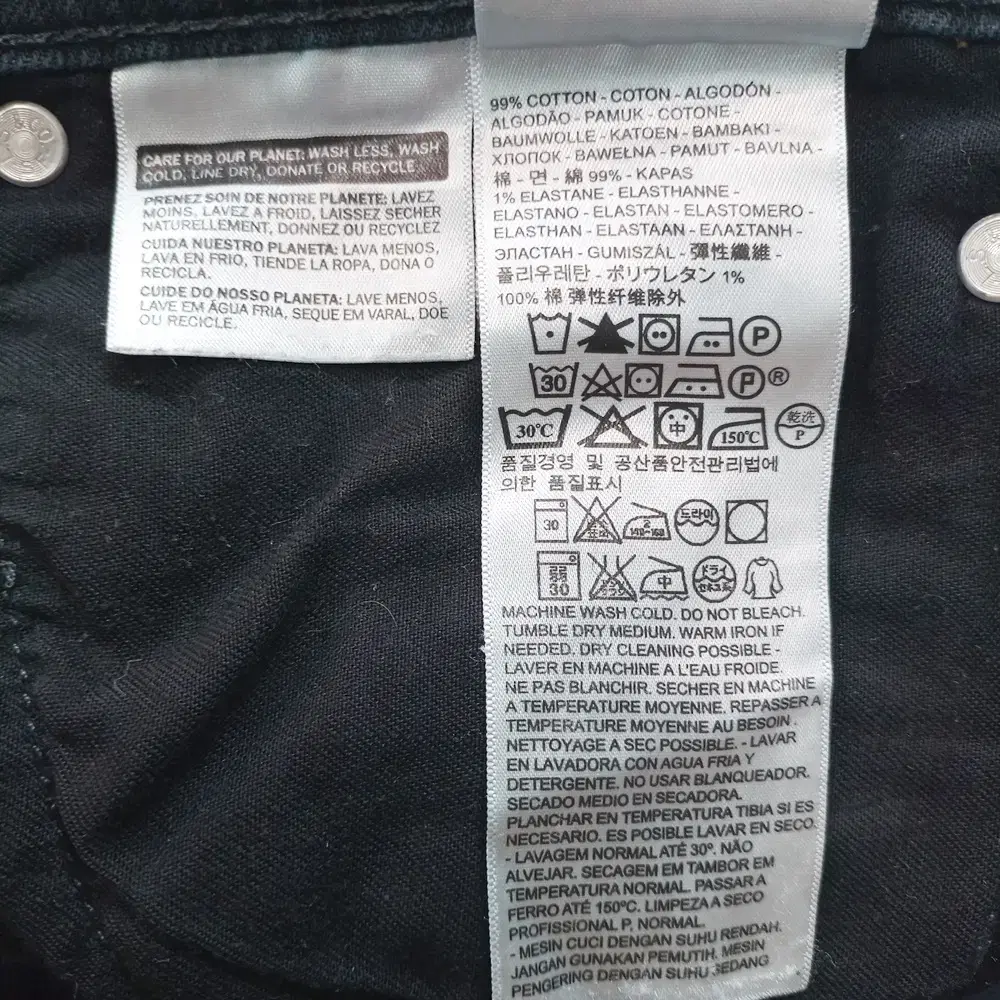 CARE FOR OUR PLANET: WASH LESS, WASH
COLD, LINE DRY, DONATE OR RECYCLE.
PRENEZ SOIN DE NOTRE PLANETE: LAVEZ
MOINS, LAVEZ A FROID, LAISSEZ SECHER
NATURELLEMENT, DONNEZ OU RECYCLEZ
CUIDA NUESTRO PLANETA: LAVA MENOS,
LAVA EN FRIO, TIENDE LA ROPA, DONA O
RECICLA.
CUIDE DO NOSSO PLANETA: LAVE MENOS,
LAVE EM ÁGUA FRIA, SEQUE EM VARAL, DOE
OU RECICLE.
99% COTTON - COTON - ALGODÓN -
ALGODÃO - PAMUK - COTONE -
BAUMWOLLE - KATOEN - BAMBAKI -
ХЛОПОК - BAWEŁNA - PAMUT - BAVLNA -
棉 - 면 - 綿 99% - KAPAS
1% ELASTANE - ELASTHANNE -
ELASTANO - ELASTAN - ELASTOMERO -
ELASTHAN - ELASTAAN - ΕΛΑΣΤΑΝΗ -
ЭЛАСТАН - GUMISZÁL - 彈性纖維 -
폴리우레탄 - ポリウレタン 1%
100% 棉 弹性纤维除外
P
30 P ®
30°C 中 150°C 乾洗 P
품질경영 및 공산품안전관리법에
의한 품질표시
30 표백 2 140-160 드라이
30 中 ドライ
MACHINE WASH COLD. DO NOT BLEACH.
TUMBLE DRY MEDIUM. WARM IRON IF
NEEDED. DRY CLEANING POSSIBLE -
LAVER EN MACHINE A L'EAU FROIDE.
NE PAS BLANCHIR. SECHER EN MACHINE
A TEMPERATURE MOYENNE. REPASSER A
TEMPERATURE MOYENNE AU BESOIN.
NETTOYAGE A SEC POSSIBLE. - LAVAR
EN LAVADORA CON AGUA FRIA Y
DETERGENTE. NO USAR BLANQUEADOR.
SECADO MEDIO EN SECADORA.
PLANCHAR EN TEMPERATURA TIBIA SI ES
NECESARIO. ES POSIBLE LAVAR EN SECO.
- LAVAGEM NORMAL ATÉ 30º. NÃO
ALVEJAR. SECAGEM EM TAMBOR EM
TEMPERATURA NORMAL. PASSAR A
FERRO ATÉ 150ºC. LIMPEZA A SECO
PROFISSIONAL P, NORMAL.
- MESIN CUCI DENGAN SUHU RENDAH.
JANGAN GUNAKAN PEMUTIH. MESIN
PENGERING DENGAN SUHU SEDANG